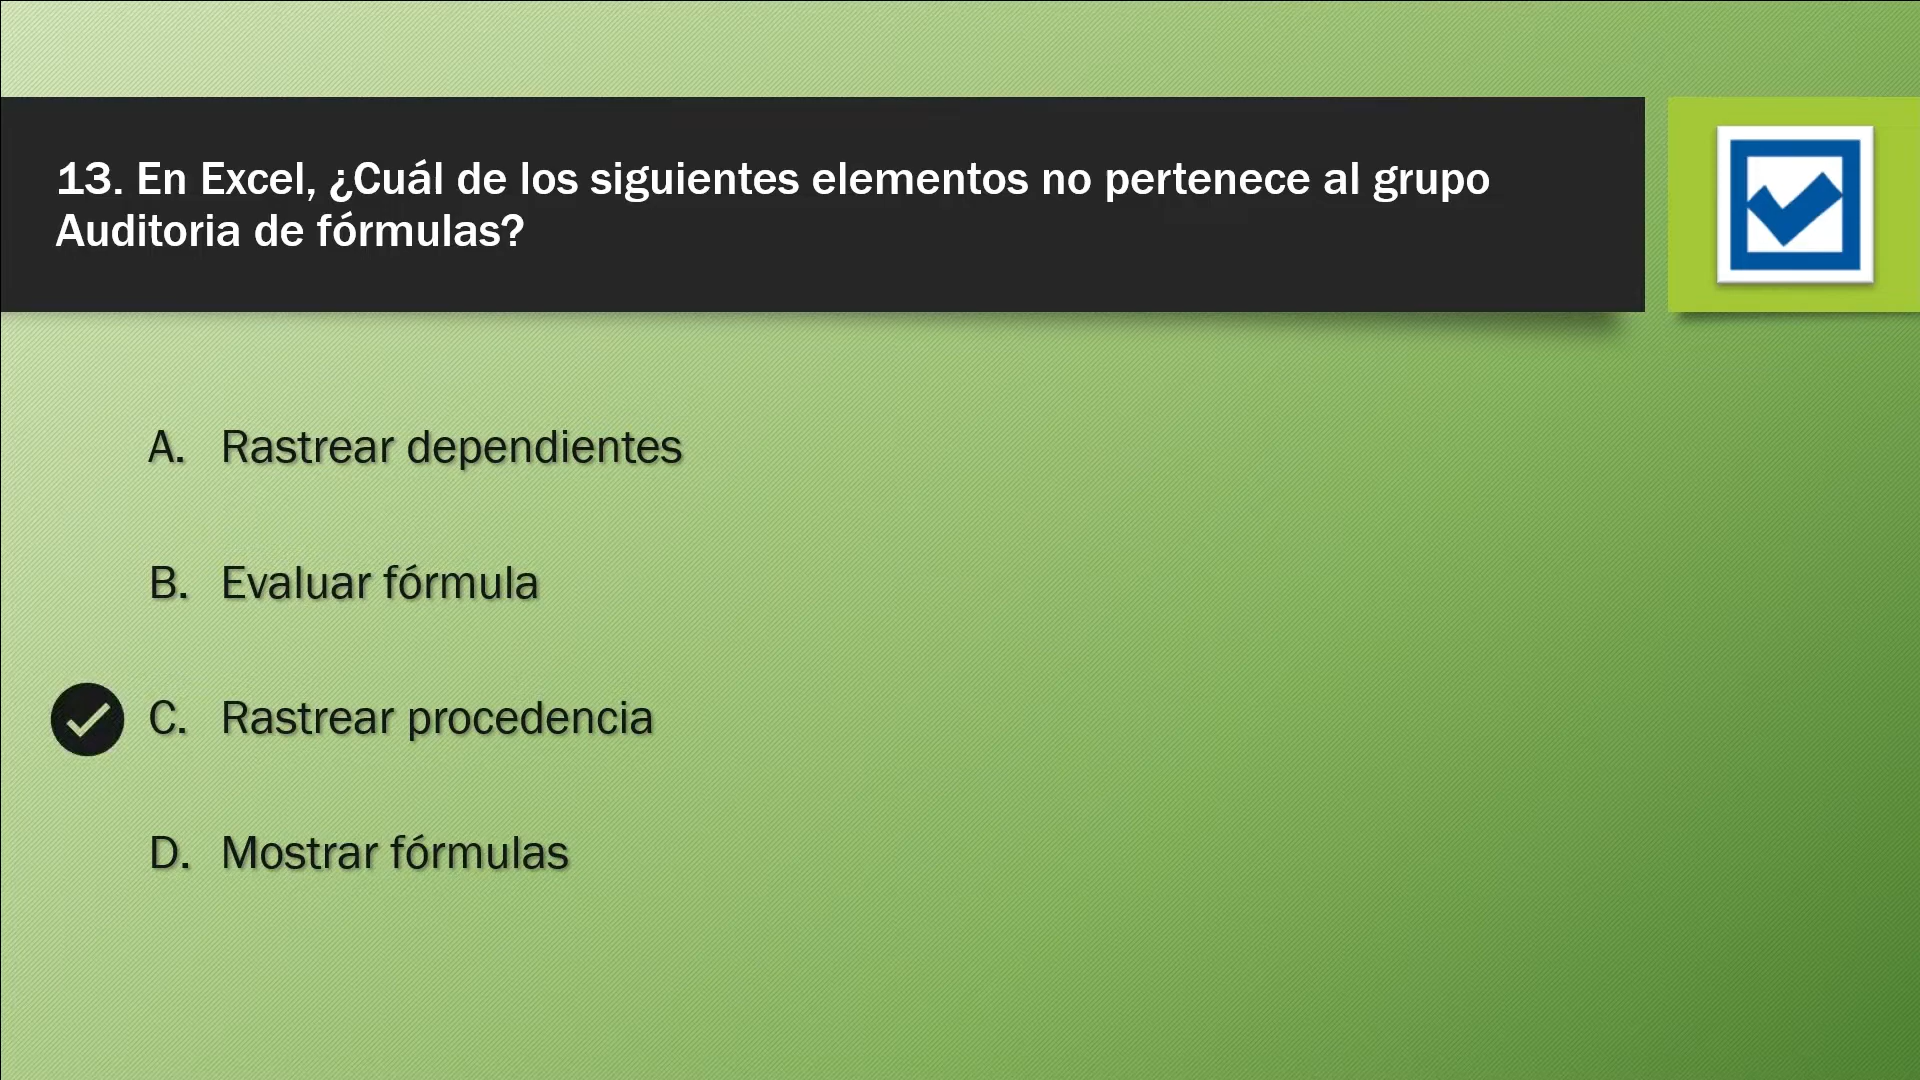 13. En Excel, ¿Cuál de los siguientes elementos no pertenece al grupo
Auditoria de fórmulas?
A. Rastrear dependientes
B. Evaluar fórmula
C. Rastrear procedencia
D. Mostrar fórmulas